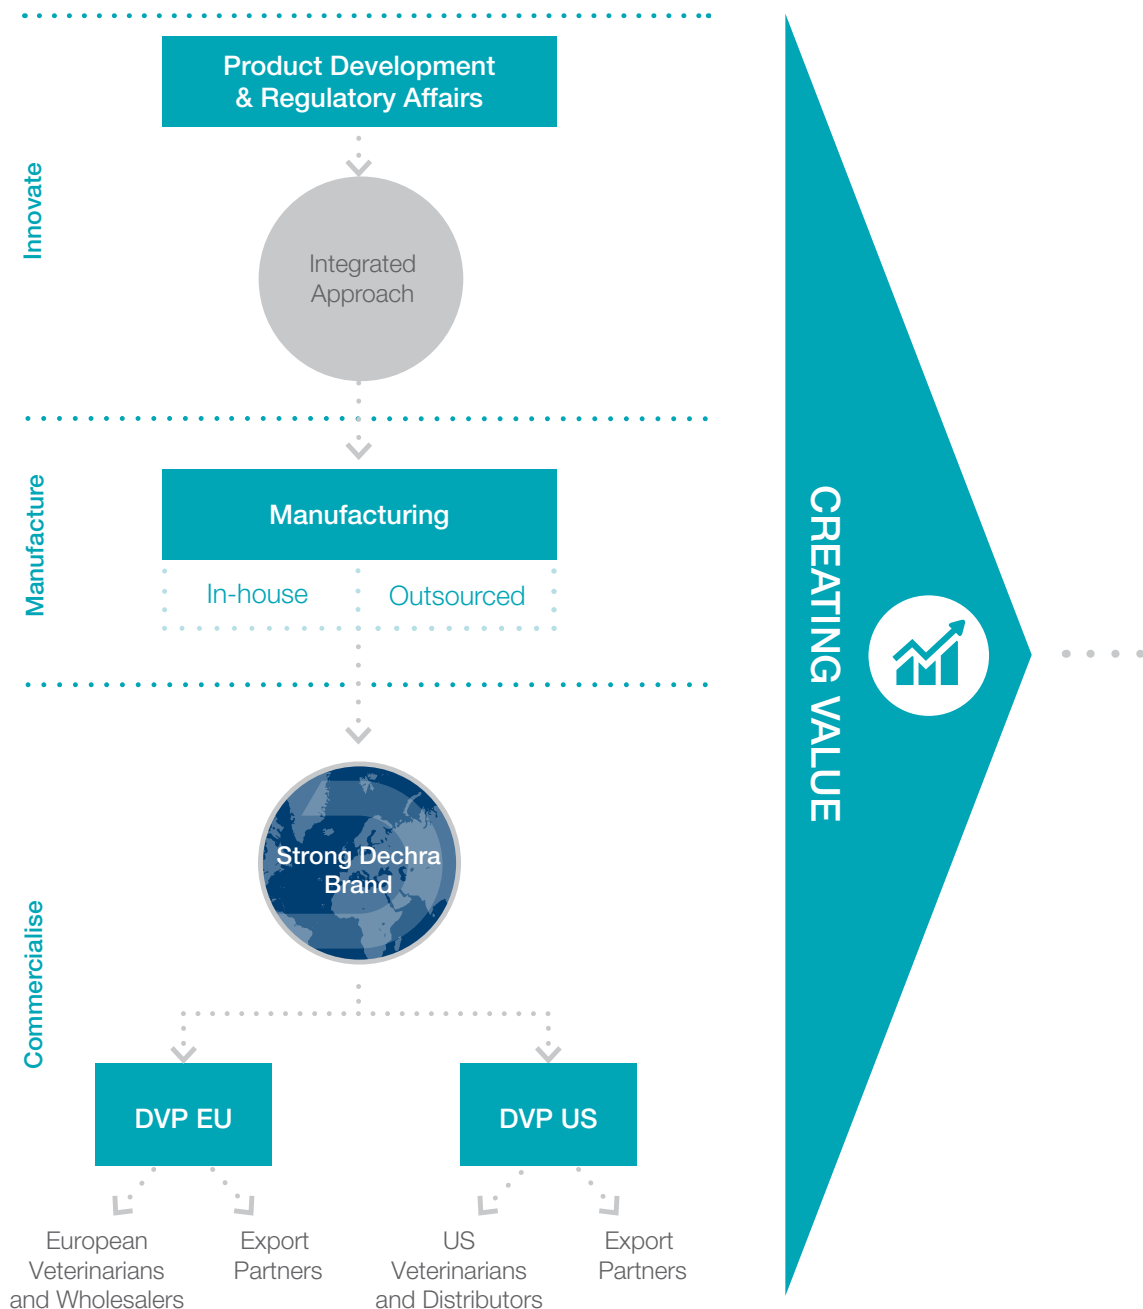 Product Development
& Regulatory Affairs
Innovate
Integrated
Approach
Manufacture
Manufacturing
In-house
Outsourced
CREATING VALUE
Commercialise
Strong Dechra
Brand
DVP EU
DVP US
European
Veterinarians
and Wholesalers
Export
Partners
US
Veterinarians
and Distributors
Export
Partners